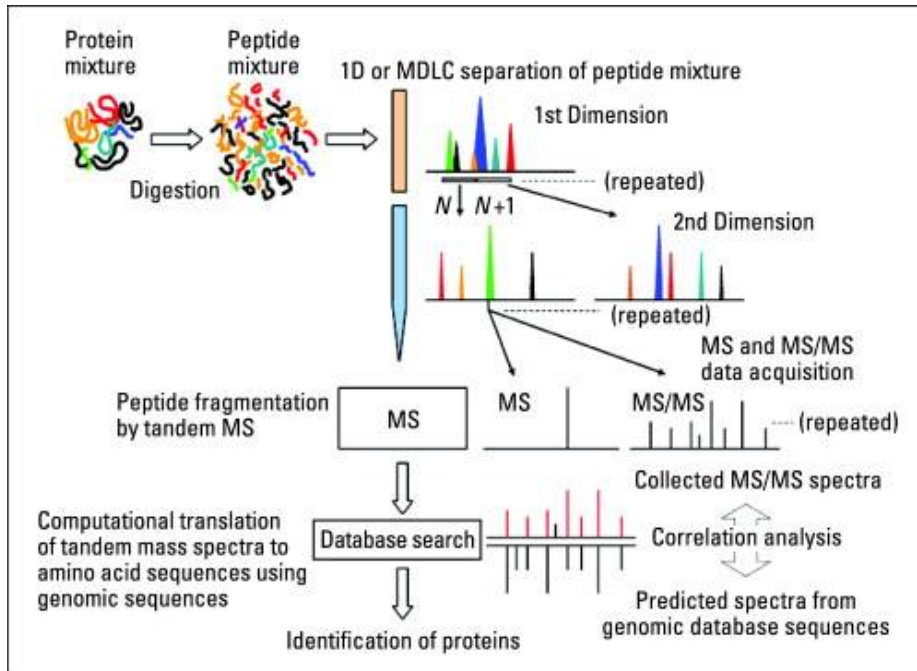 Protein
mixture
Peptide
mixture
1D or MDLC separation of peptide mixture
1st Dimension
Digestion
(repeated)
N
N+1
2nd Dimension
(repeated)
MS and MS/MS
data acquisition
Peptide fragmentation
by tandem MS
MS
MS
MS/MS
(repeated)
Collected MS/MS spectra
Computational translation
of tandem mass spectra to
amino acid sequences using
genomic sequences
Database search
Correlation analysis
Predicted spectra from
genomic database sequences
Identification of proteins